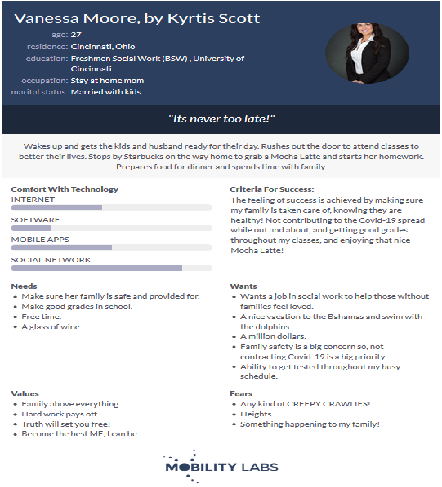 Vanessa Moore, by Kyrtis Scott
age: 27
residence: Cincinnati, Ohio
education: Freshmen Social Work (BSW) , University of
Cincinnati
occupation: Stay at home mom
marital status: Married with kids
"Its never too late!"
Wakes up and gets the kids and husband ready for their day. Rushes out the door to attend classes to
better their lives. Stops by Starbucks on the way home to grab a Mocha Latte and starts her homework.
Prepares food for dinner and spends time with family.
Comfort With Technology
INTERNET
SOFTWARE
MOBILE APPS
SOCIAL NETWORK
Criteria For Success:
The feeling of success is achieved by making sure
my family is taken care of, knowing they are
healthy! Not contributing to the Covid-19 spread
while out and about, and getting good grades
throughout my classes, and enjoying that nice
Mocha Latte!
Needs
• Make sure her family is safe and provided for.
• Make good grades in school.
• Free time.
• A glass of wine.
Wants
• Wants a job in social work to help those without
families feel loved.
• A nice vacation to the Bahamas and swim with
the dolphins.
• A million dollars.
• Family safety is a big concern so, not
contracting Covid-19 is a big priority.
• Ability to get tested throughout my busy
schedule.
Values
• Family above everything
• Hard work pays off
• Truth will set you free!
• Become the best ME, I can be
Fears
• Any kind of CREEPY CRAWLIES!
• Heights
• Something happening to my family!
MOBILITY LABS